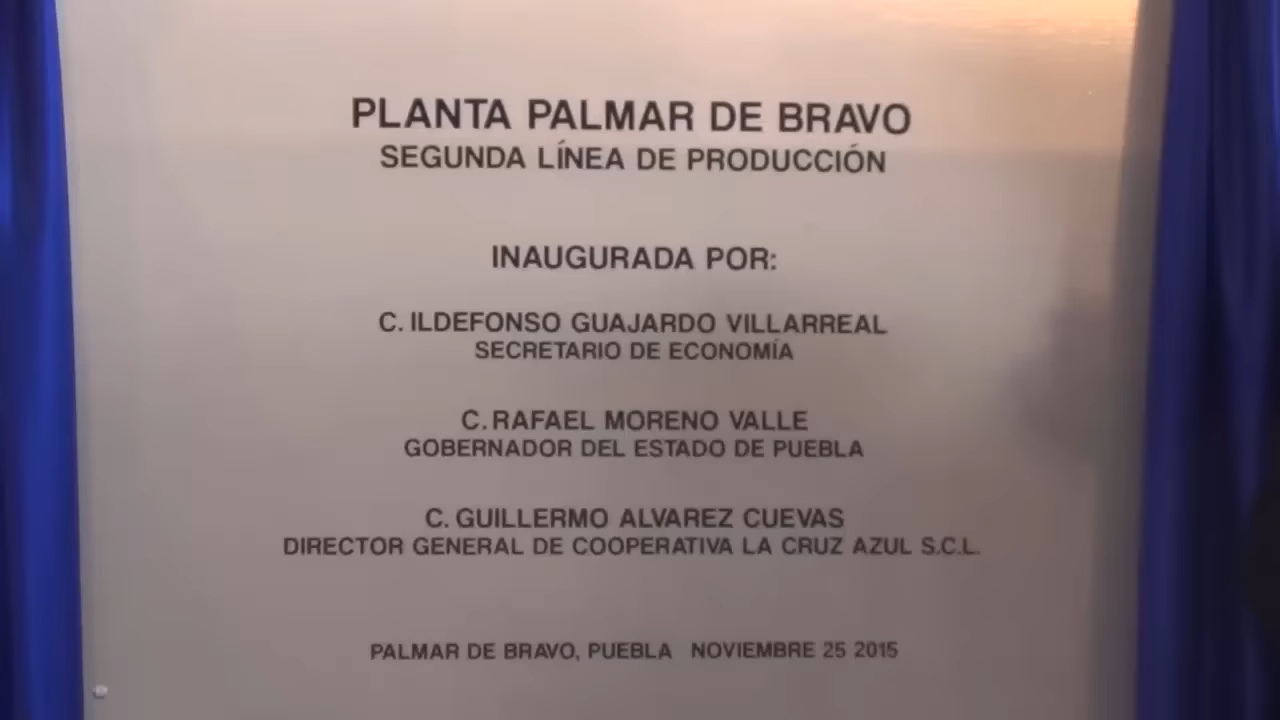 PLANTA PALMAR DE BRAVO
SEGUNDA LÍNEA DE PRODUCCIÓN
INAUGURADA POR:
C. ILDEFONSO GUAJARDO VILLARREAL
SECRETARIO DE ECONOMÍA
C. RAFAEL MORENO VALLE
GOBERNADOR DEL ESTADO DE PUEBLA
C. GUILLERMO ALVAREZ CUEVAS
DIRECTOR GENERAL DE COOPERATIVA LA CRUZ AZUL S.C.L.
PALMAR DE BRAVO, PUEBLA NOVIEMBRE 25 2015